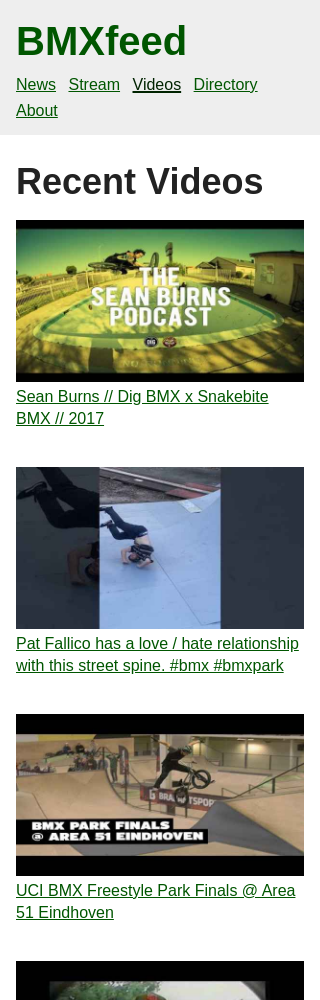 BMXfeed
News Stream Videos Directory
About
Recent Videos
THE
SEAN BURNS
PODCAST
Sean Burns // Dig BMX x Snakebite
BMX // 2017
Pat Fallico has a love / hate relationship
with this street spine. #bmx #bmxpark
BMX PARK FINALS
@ AREA 51 EINDHOVEN
UCI BMX Freestyle Park Finals @ Area
51 Eindhoven